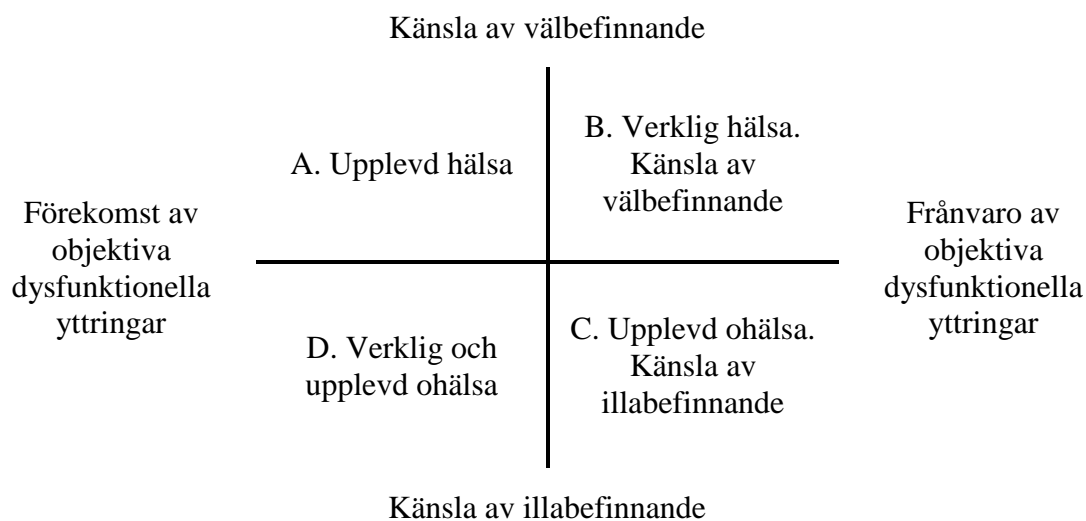 Känsla av välbefinnande
A. Upplevd hälsa
B. Verklig hälsa.
Känsla av
välbefinnande
Förekomst av
objektiva
dysfunktionella
yttringar
Frånvaro av
objektiva
dysfunktionella
yttringar
D. Verklig och
upplevd ohälsa
C. Upplevd ohälsa.
Känsla av
illabefinnande
Känsla av illabefinnande